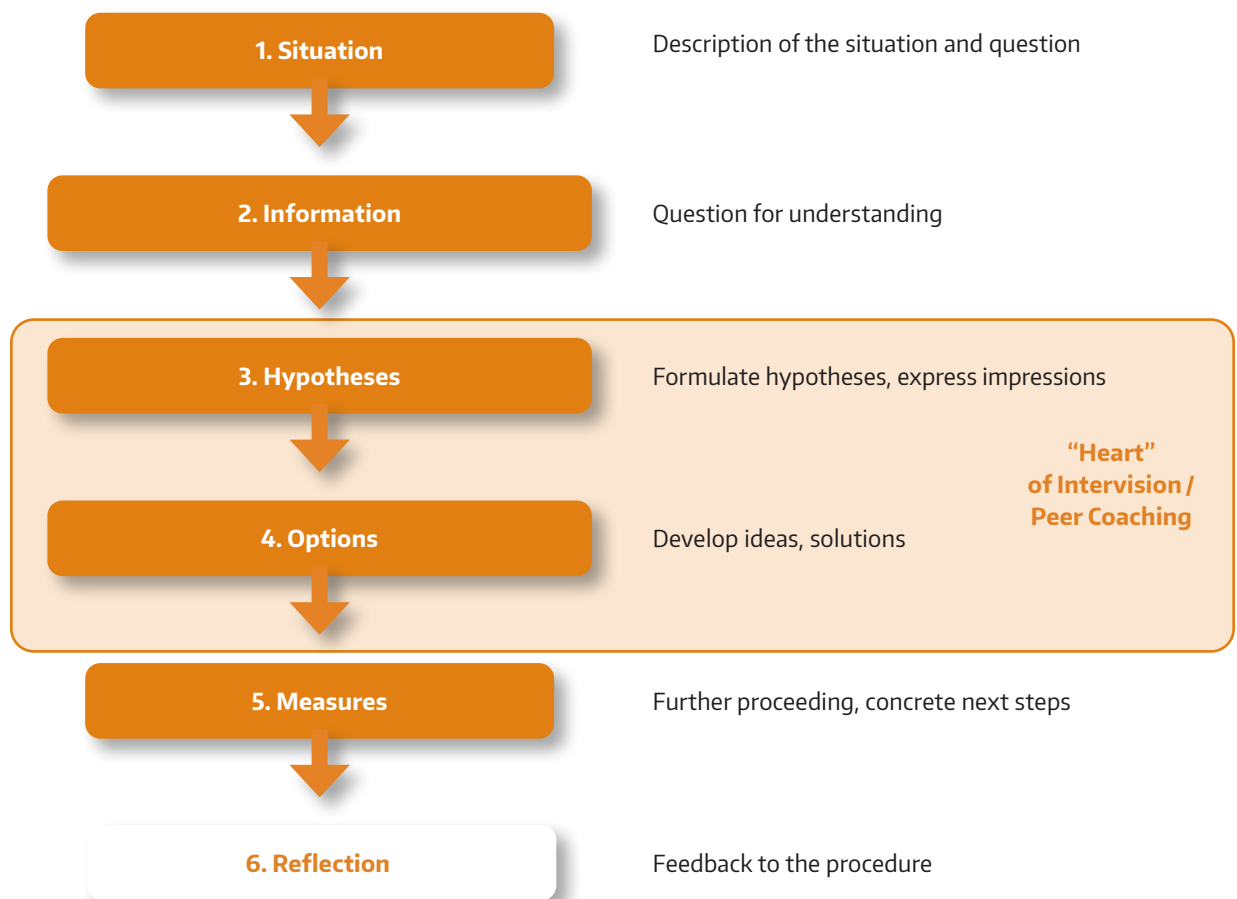 1. Situation
Description of the situation and question
2. Information
Question for understanding
3. Hypotheses
Formulate hypotheses, express impressions
“Heart”
of Intervision /
Peer Coaching
4. Options
Develop ideas, solutions
5. Measures
Further proceeding, concrete next steps
6. Reflection
Feedback to the procedure